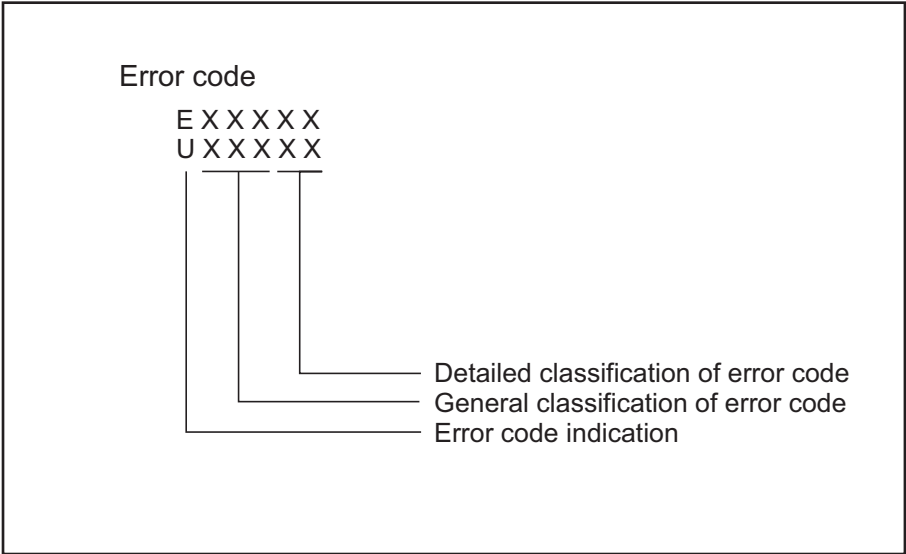 Error code
E X X X X X
U X X X X X
Detailed classification of error code
General classification of error code
Error code indication